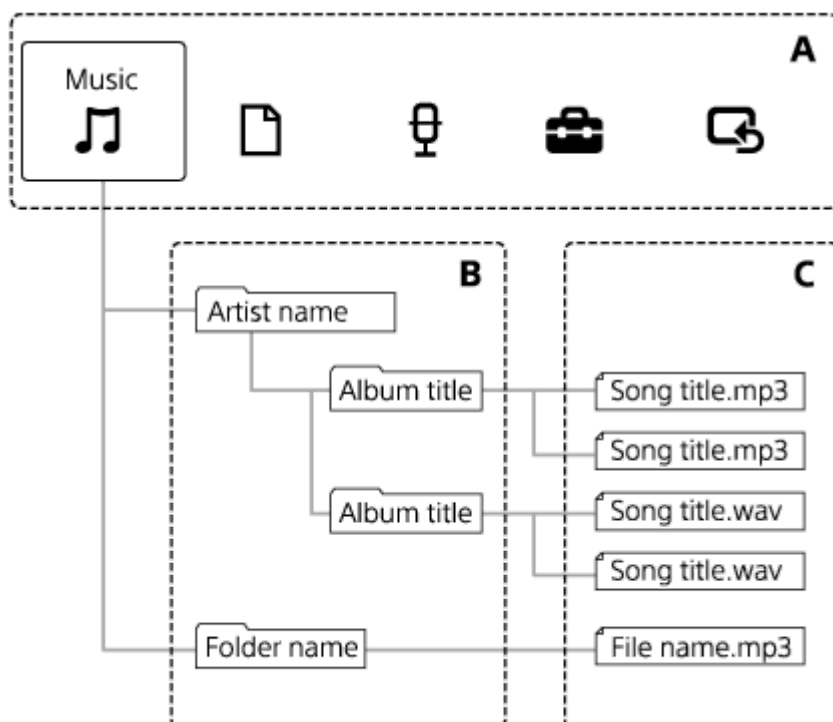 A
Music
B
C
Artist name
Album title
Song title.mp3
Song title.mp3
Album title
Song title.wav
Song title.wav
Folder name
File name.mp3